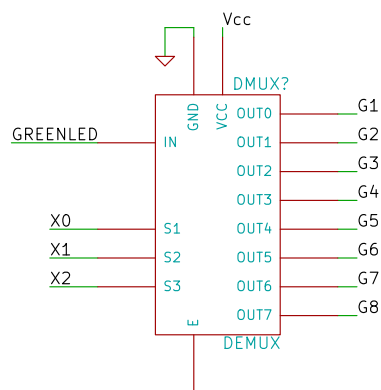 Vcc
DMUX?
GND
VCC
OUT0 G1
GREENLED IN OUT1 G2
OUT2 G3
OUT3 G4
X0 S1 OUT4 G5
X1 S2 OUT5 G6
X2 S3 OUT6 G7
OUT7 G8
E
DEMUX